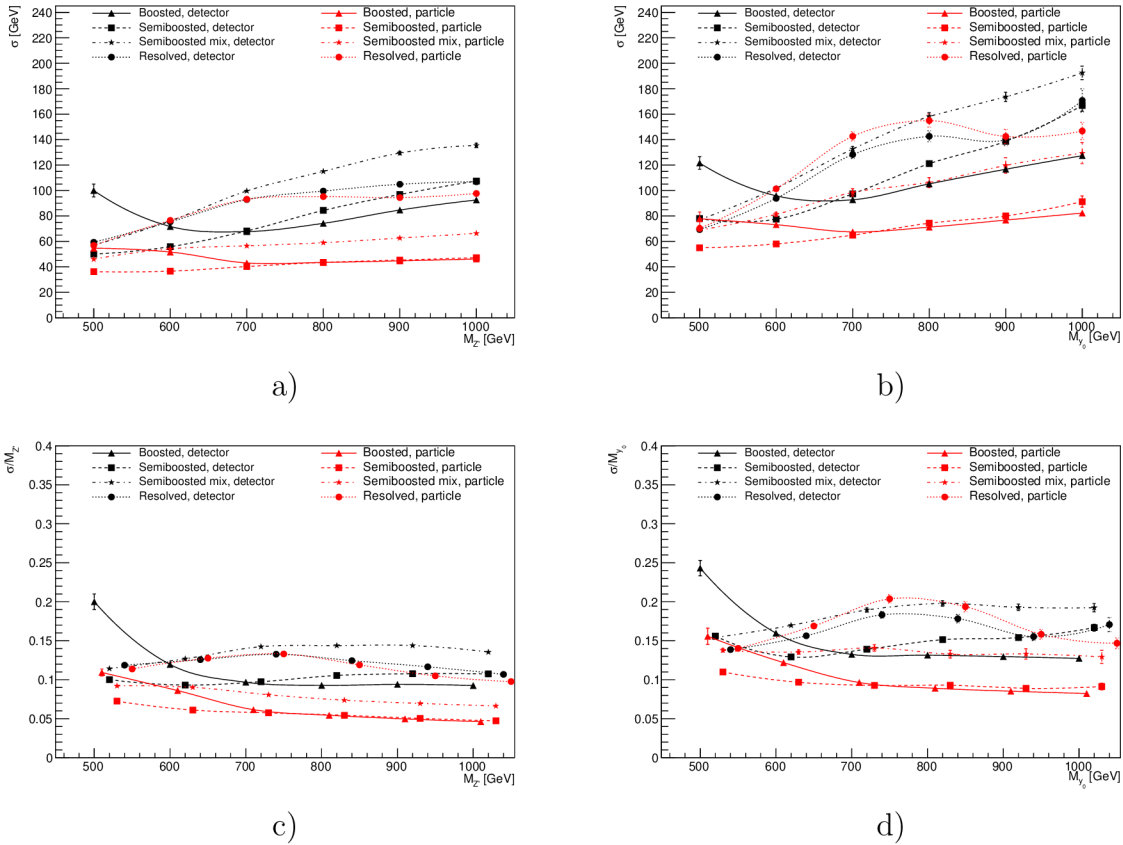 σ [GeV]
240
220
200
180
160
140
120
100
80
60
40
20
0
Boosted, detector
Semiboosted, detector
Semiboosted mix, detector
Resolved, detector
Boosted, particle
Semiboosted, particle
Semiboosted mix, particle
Resolved, particle
500 600 700 800 900 1000
M_Z' [GeV]
a)
σ [GeV]
240
220
200
180
160
140
120
100
80
60
40
20
0
Boosted, detector
Semiboosted, detector
Semiboosted mix, detector
Resolved, detector
Boosted, particle
Semiboosted, particle
Semiboosted mix, particle
Resolved, particle
500 600 700 800 900 1000
M_y_0 [GeV]
b)
σ/M_Z'
0.4
0.35
0.3
0.25
0.2
0.15
0.1
0.05
0
Boosted, detector
Semiboosted, detector
Semiboosted mix, detector
Resolved, detector
Boosted, particle
Semiboosted, particle
Semiboosted mix, particle
Resolved, particle
500 600 700 800 900 1000
M_Z' [GeV]
c)
σ/M_y_0
0.4
0.35
0.3
0.25
0.2
0.15
0.1
0.05
0
Boosted, detector
Semiboosted, detector
Semiboosted mix, detector
Resolved, detector
Boosted, particle
Semiboosted, particle
Semiboosted mix, particle
Resolved, particle
500 600 700 800 900 1000
M_y_0 [GeV]
d)